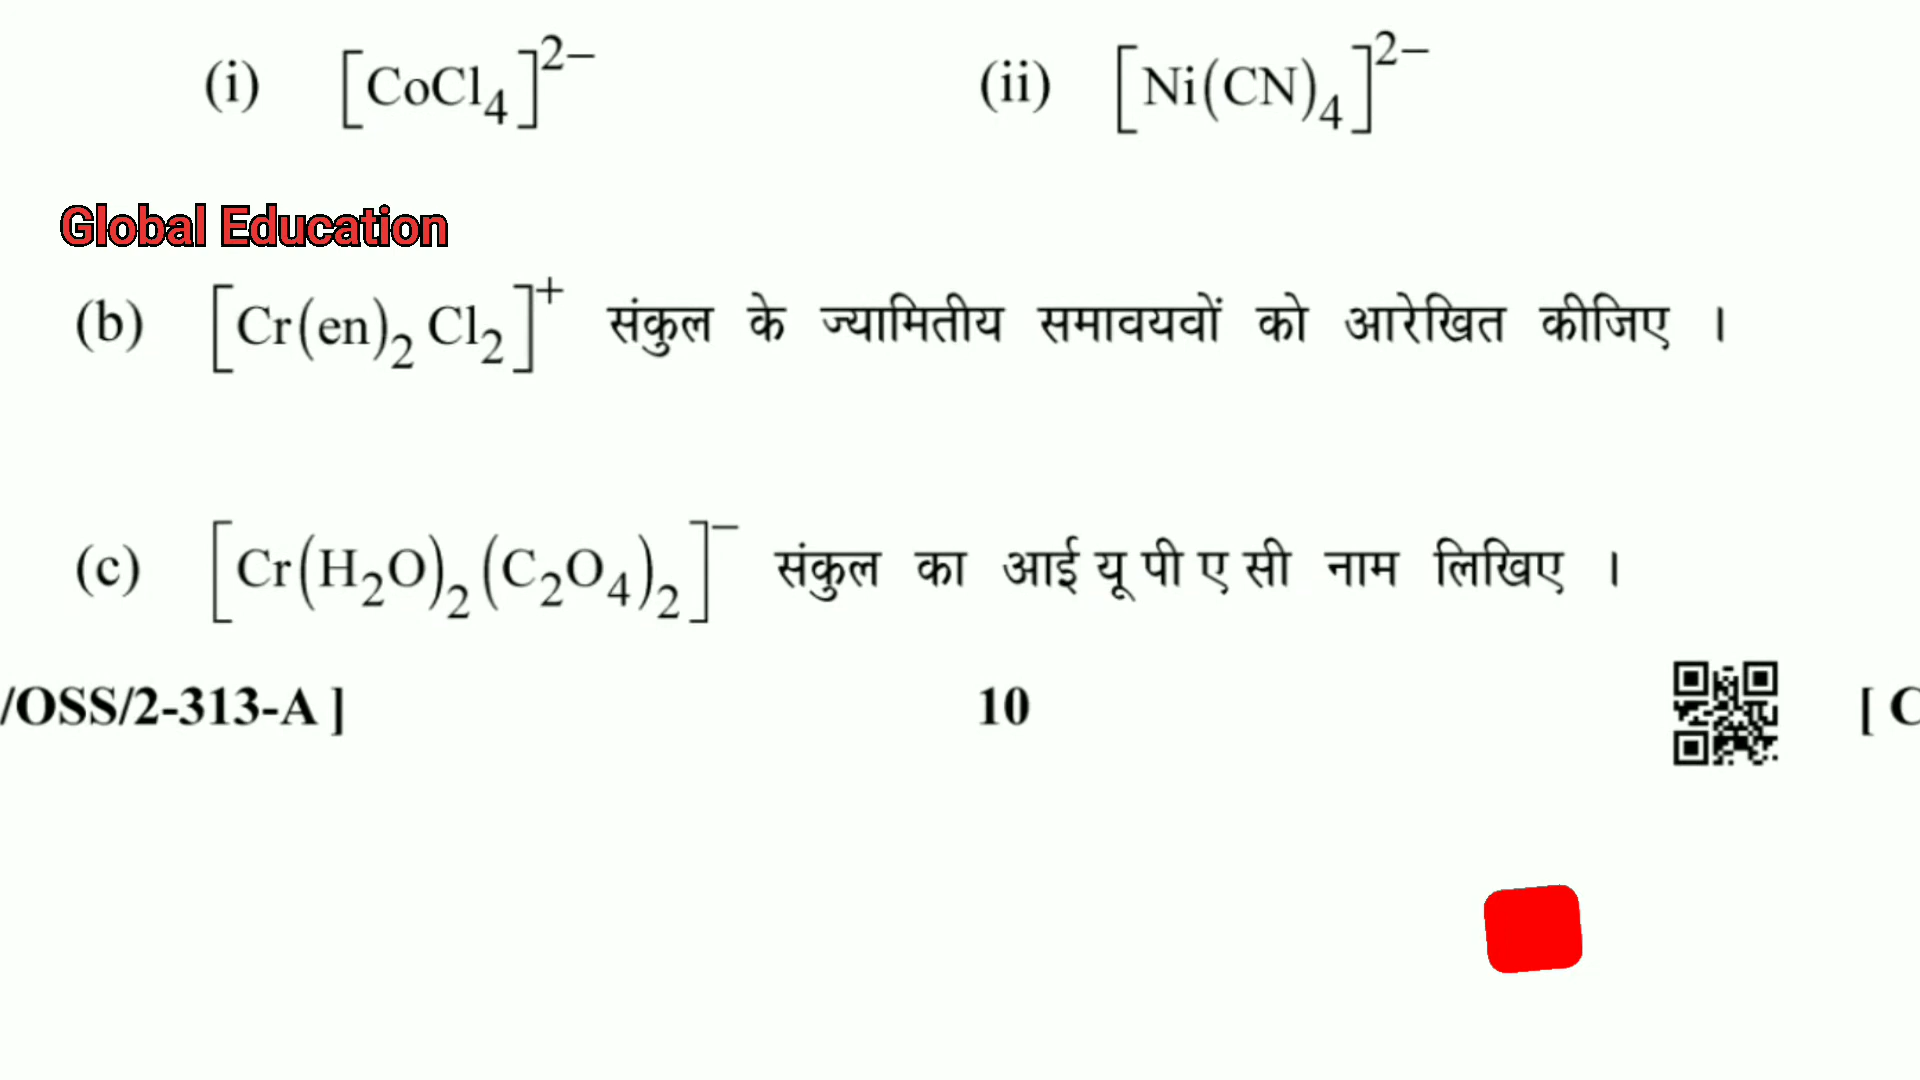 (i) [CoCl₄]²⁻ (ii) [Ni(CN)₄]²⁻
Global Education
(b) [Cr(en)₂ Cl₂]⁺ संकुल के ज्यामितीय समावयवों को आरेखित कीजिए ।
(c) [Cr(H₂O)₂(C₂O₄)₂]⁻ संकुल का आई यू पी ए सी नाम लिखिए ।
/OSS/2-313-A ] 10 [ C